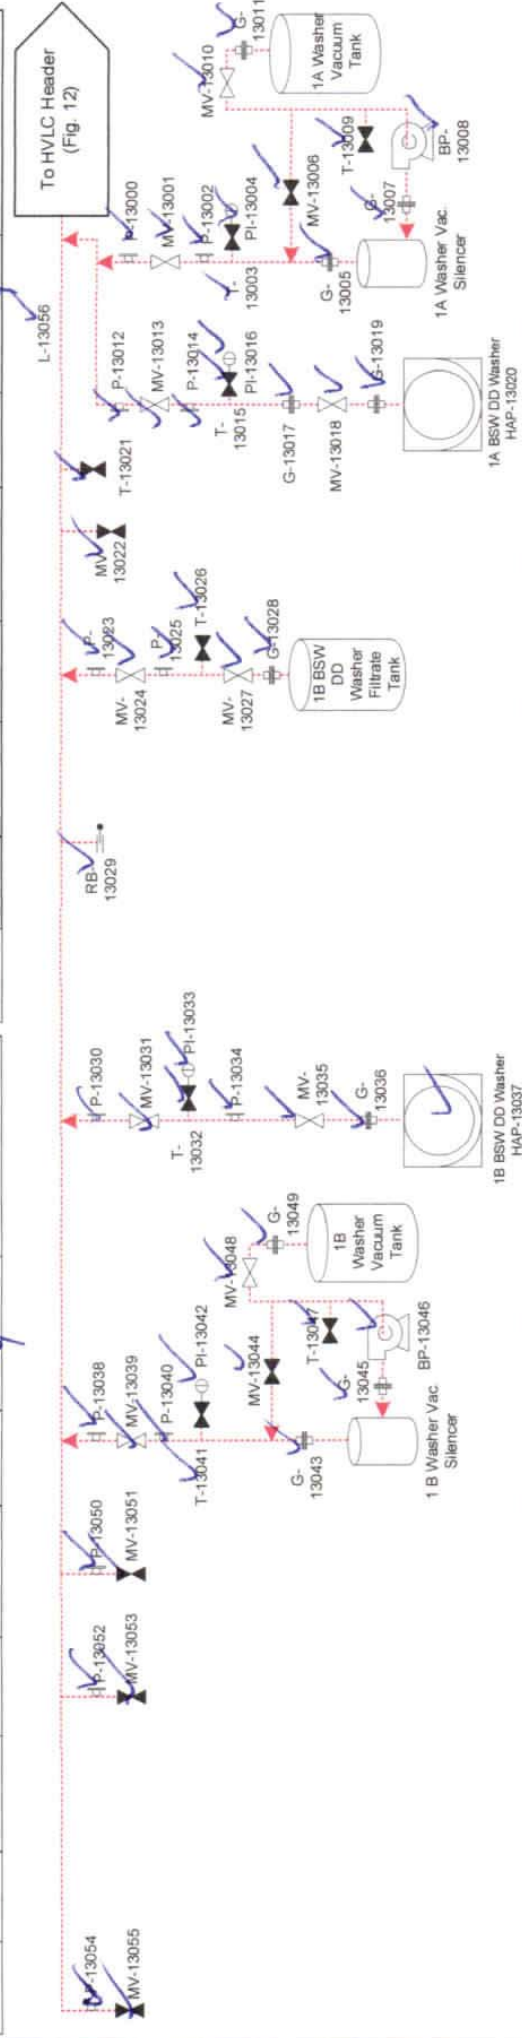 To HVLC Header
(Fig. 12)
L-13056
P-13054
MV-13055
P-13052
MV-13053
P-13050
MV-13051
P-13038
MV-13039
P-13040
T-13041
PI-13042
G-
13043
MV-13044
1 B Washer Vac.
Silencer
G-
13045
BP-13046
T-13047
MV-13048
G-
13049
1B
Washer
Vacuum
Tank
P-13030
MV-13031
T-
13032
PI-13033
P-13034
MV-
13035
G-
13036
1B BSW DD Washer
HAP-13037
RB-
13029
P-
13023
MV-
13024
P-
13025
T-13026
MV-
13027
G-13028
1B BSW
DD
Washer
Filtrate
Tank
MV-
13022
T-13021
P-13012
MV-13013
P-13014
T-
13015
PI-13016
G-13017
MV-13018
G-13019
1A BSW DD Washer
HAP-13020
P-13000
MV-13001
P-13002
T-
13003
PI-13004
G-
13005
MV-13006
1A Washer Vac.
Silencer
G-
13007
BP-
13008
T-13009
MV-13010
G-
13011
1A Washer
Vacuum
Tank